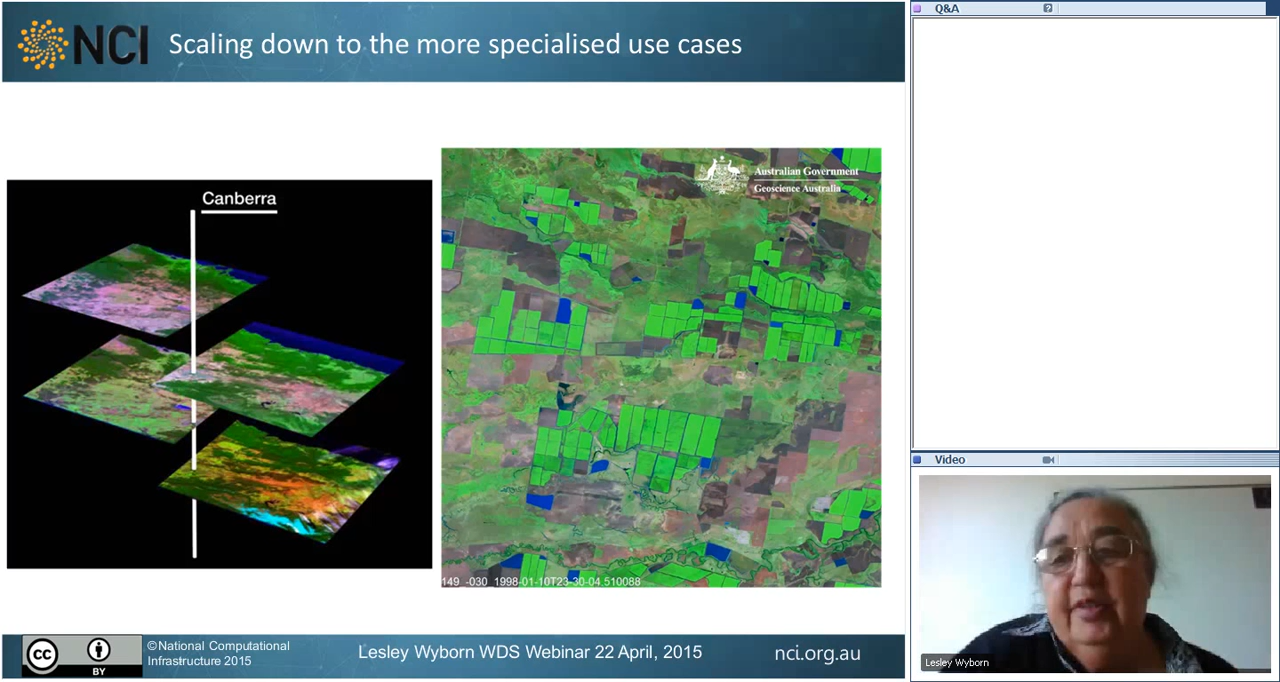 NCI
Scaling down to the more specialised use cases
Canberra
Australian Government
Geoscience Australia
149_-030_1998-01-10T23-30-04.510088
cc
BY
©National Computational
Infrastructure 2015
Lesley Wyborn WDS Webinar 22 April, 2015
nci.org.au
Q&A
?
Video
Lesley Wyborn